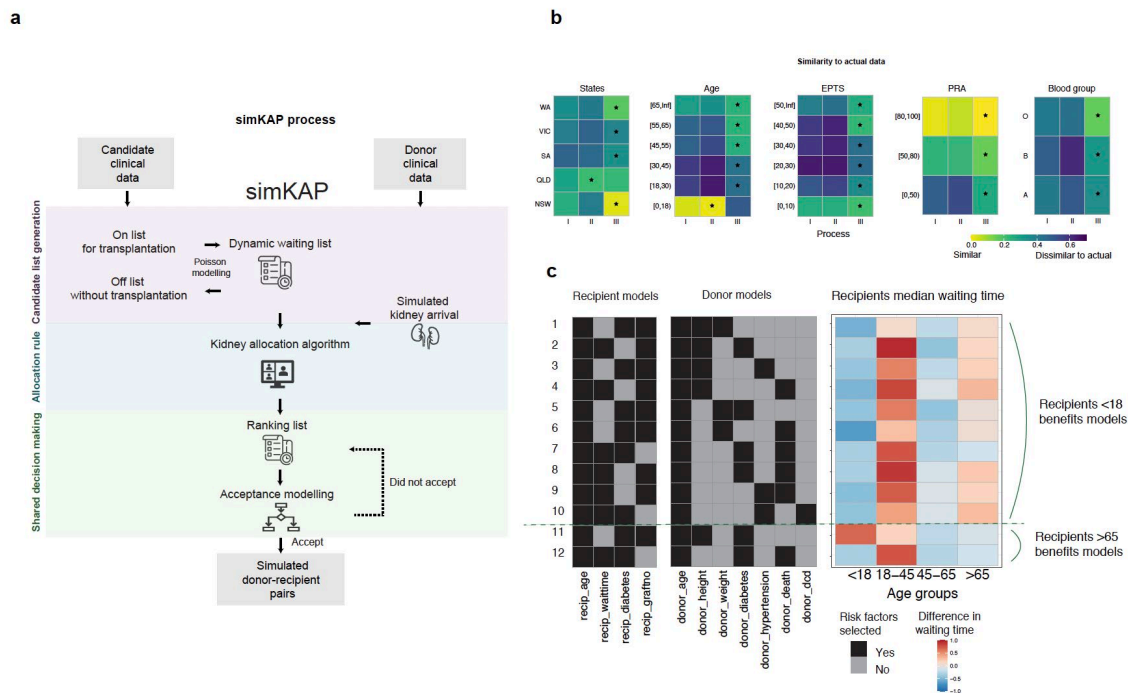 a
simKAP process
Candidate
clinical
data
Donor
clinical
data
simKAP
Candidate list generation
On list
for transplantation
Dynamic waiting list
Poisson
modelling
Off list
without transplantation
Simulated
kidney arrival
Allocation rule
Kidney allocation algorithm
Shared decision making
Ranking list
Did not accept
Acceptance modelling
Accept
Simulated
donor-recipient
pairs
b
Similarity to actual data
States
WA
VIC
SA
QLD
NSW
I II III
Age
[65,Inf]
[55,65)
[45,55)
[30,45)
[18,30)
[0,18)
I II III
EPTS
[50,Inf]
[40,50)
[30,40)
[20,30)
[10,20)
[0,10)
I II III
PRA
[80,100]
[50,80)
[0,50)
I II III
Blood group
O
B
A
I II III
Process
0.0 0.2 0.4 0.6
Similar Dissimilar to actual
c
Recipient models Donor models Recipients median waiting time
1
2
3
4
5
6
7
8
9
10
11
12
Recipients <18
benefits models
Recipients >65
benefits models
recip_age
recip_waittime
recip_diabetes
recip_graftno
donor_age
donor_height
donor_weight
donor_diabetes
donor_hypertension
donor_death
donor_dcd
<18 18−45 45−65 >65
Age groups
Risk factors
selected
Yes
No
Difference in
waiting time
1.0
0.5
0.0
−0.5
−1.0